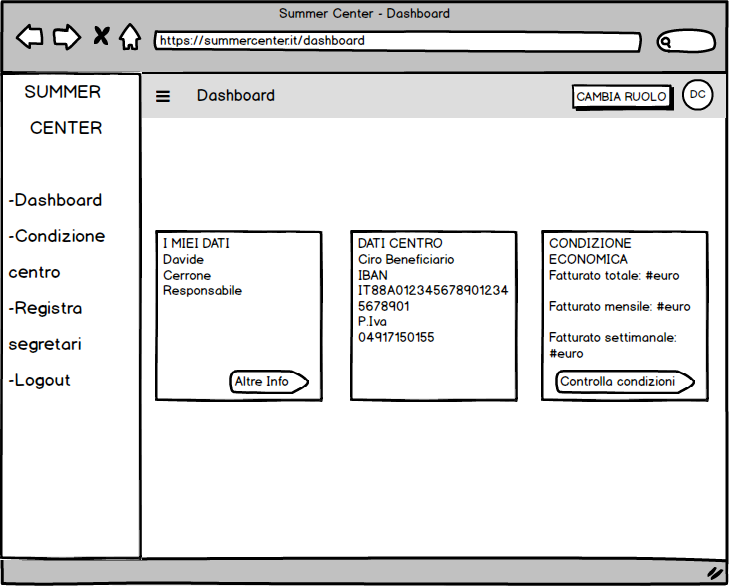 Summer Center - Dashboard
https://summercenter.it/dashboard
SUMMER
CENTER
Dashboard
CAMBIA RUOLO
DC
-Dashboard
-Condizione
centro
-Registra
segretari
-Logout
I MIEI DATI
Davide
Cerrone
Responsabile
Altre Info
DATI CENTRO
Ciro Beneficiario
IBAN
IT88A012345678901234
5678901
P.Iva
04917150155
CONDIZIONE
ECONOMICA
Fatturato totale: #euro
Fatturato mensile: #euro
Fatturato settimanale:
#euro
Controlla condizioni